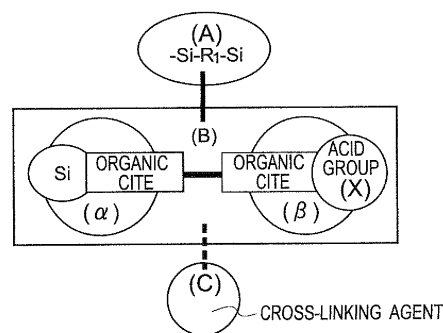 (A)
-Si-R1-Si
(B)
Si
ORGANIC
CITE
(α)
ORGANIC
CITE
(β)
ACID
GROUP
(X)
(C)
CROSS-LINKING AGENT